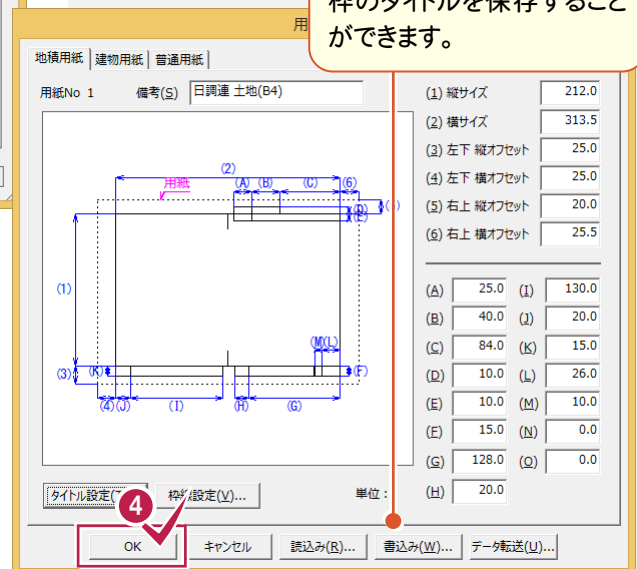 枠のタイトルを保存すること
ができます。
用
地積用紙 建物用紙 普通用紙
用紙No 1 備考(S) 日調連 土地(B4)
(1) 縦サイズ 212.0
(2) 横サイズ 313.5
(3) 左下 縦オフセット 25.0
(4) 左下 横オフセット 25.0
(5) 右上 縦オフセット 20.0
(6) 右上 横オフセット 25.5
(2)
用紙 (A) (B) (C) (6)
(D)
(E)
(1)
(M)(L)
(3) (K) (F)
(4) (J) (I) (H) (G)
(A) 25.0 (I) 130.0
(B) 40.0 (J) 20.0
(C) 84.0 (K) 15.0
(D) 10.0 (L) 26.0
(E) 10.0 (M) 10.0
(F) 15.0 (N) 0.0
(G) 128.0 (O) 0.0
(H) 20.0
タイトル設定( 枠線設定(V)... 単位：
4
OK キャンセル 読込み(R)... 書込み(W)... データ転送(U)...